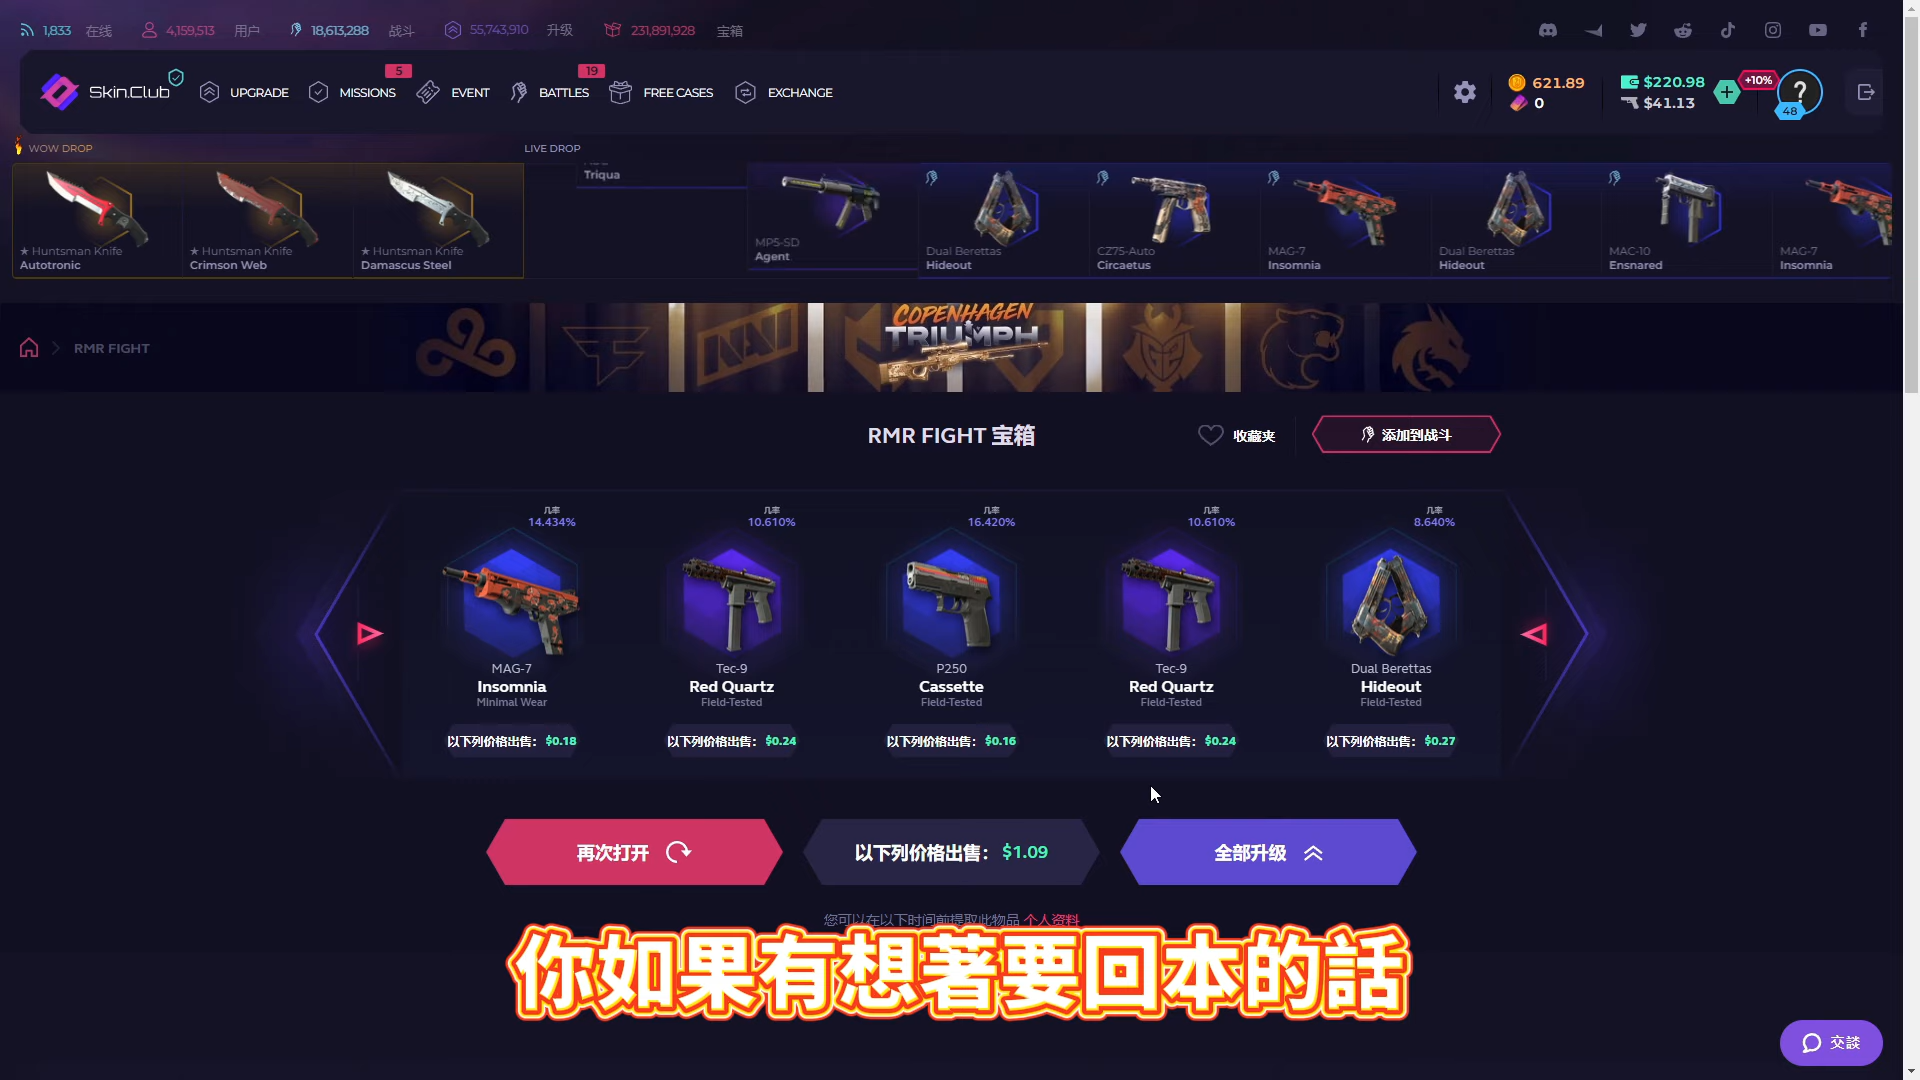 1,833 在线 4,159,513 用户 18,613,288 战斗 55,743,910 升级 231,891,928 宝箱
Skin.Club UPGRADE 5 MISSIONS EVENT 19 BATTLES FREE CASES EXCHANGE
621.89 0 $220.98 $41.13 +10% ? 48
WOW DROP
LIVE DROP
★ Huntsman Knife
Autotronic
★ Huntsman Knife
Crimson Web
★ Huntsman Knife
Damascus Steel
Triqua
MP5-SD
Agent
Dual Berettas
Hideout
CZ75-Auto
Circaetus
MAG-7
Insomnia
Dual Berettas
Hideout
MAC-10
Ensnared
MAG-7
Insomnia
COPENHAGEN
TRIUMPH
NAVI
RMR FIGHT
RMR FIGHT 宝箱
收藏夹
添加到战斗
几率
14.434%
MAG-7
Insomnia
Minimal Wear
以下列价格出售: $0.18
几率
10.610%
Tec-9
Red Quartz
Field-Tested
以下列价格出售: $0.24
几率
16.420%
P250
Cassette
Field-Tested
以下列价格出售: $0.16
几率
10.610%
Tec-9
Red Quartz
Field-Tested
以下列价格出售: $0.24
几率
8.640%
Dual Berettas
Hideout
Field-Tested
以下列价格出售: $0.27
再次打开
以下列价格出售: $1.09
全部升级
您可以在以下时间前提取此物品 个人资料
你如果有想著要回本的話
交談